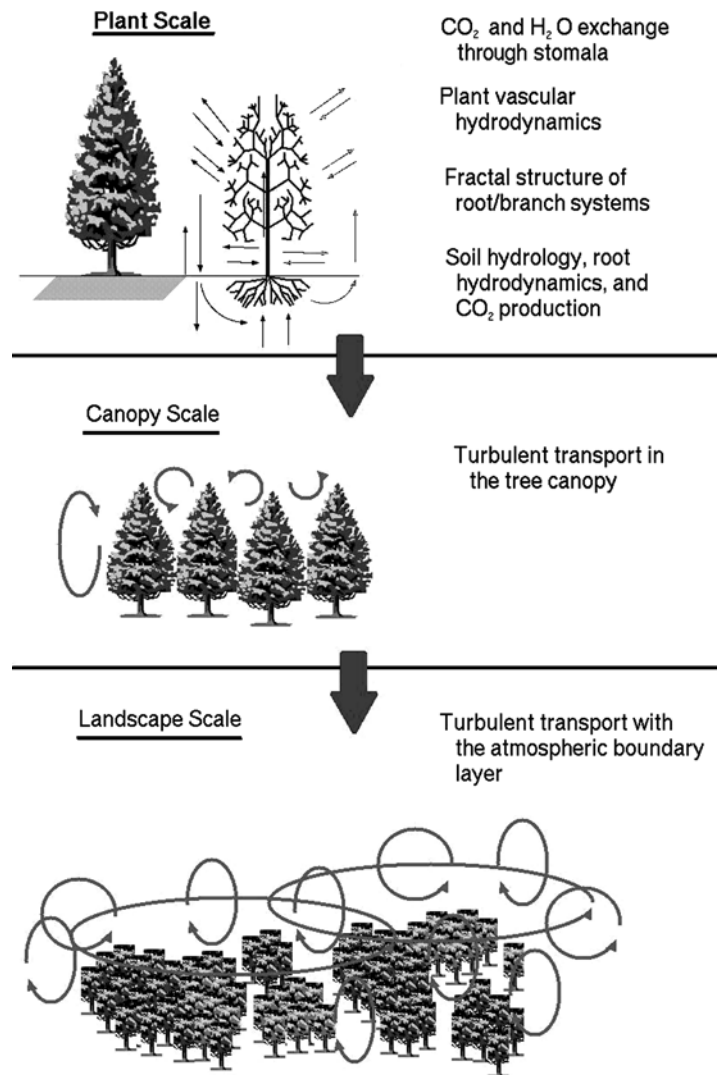 Plant Scale
CO₂ and H₂O exchange
through stomala
Plant vascular
hydrodynamics
Fractal structure of
root/branch systems
Soil hydrology, root
hydrodynamics, and
CO₂ production
Canopy Scale
Turbulent transport in
the tree canopy
Landscape Scale
Turbulent transport with
the atmospheric boundary
layer